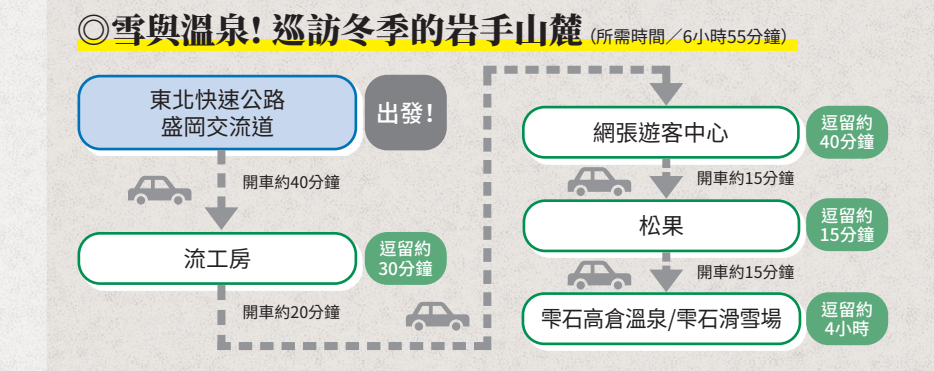 ◎雪與溫泉! 巡訪冬季的岩手山麓 (所需時間／6小時55分鐘)
東北快速公路
盛岡交流道
出發!
開車約40分鐘
流工房
逗留約
30分鐘
開車約20分鐘
網張遊客中心
逗留約
40分鐘
開車約15分鐘
松果
逗留約
15分鐘
開車約15分鐘
雫石高倉溫泉/雫石滑雪場
逗留約
4小時